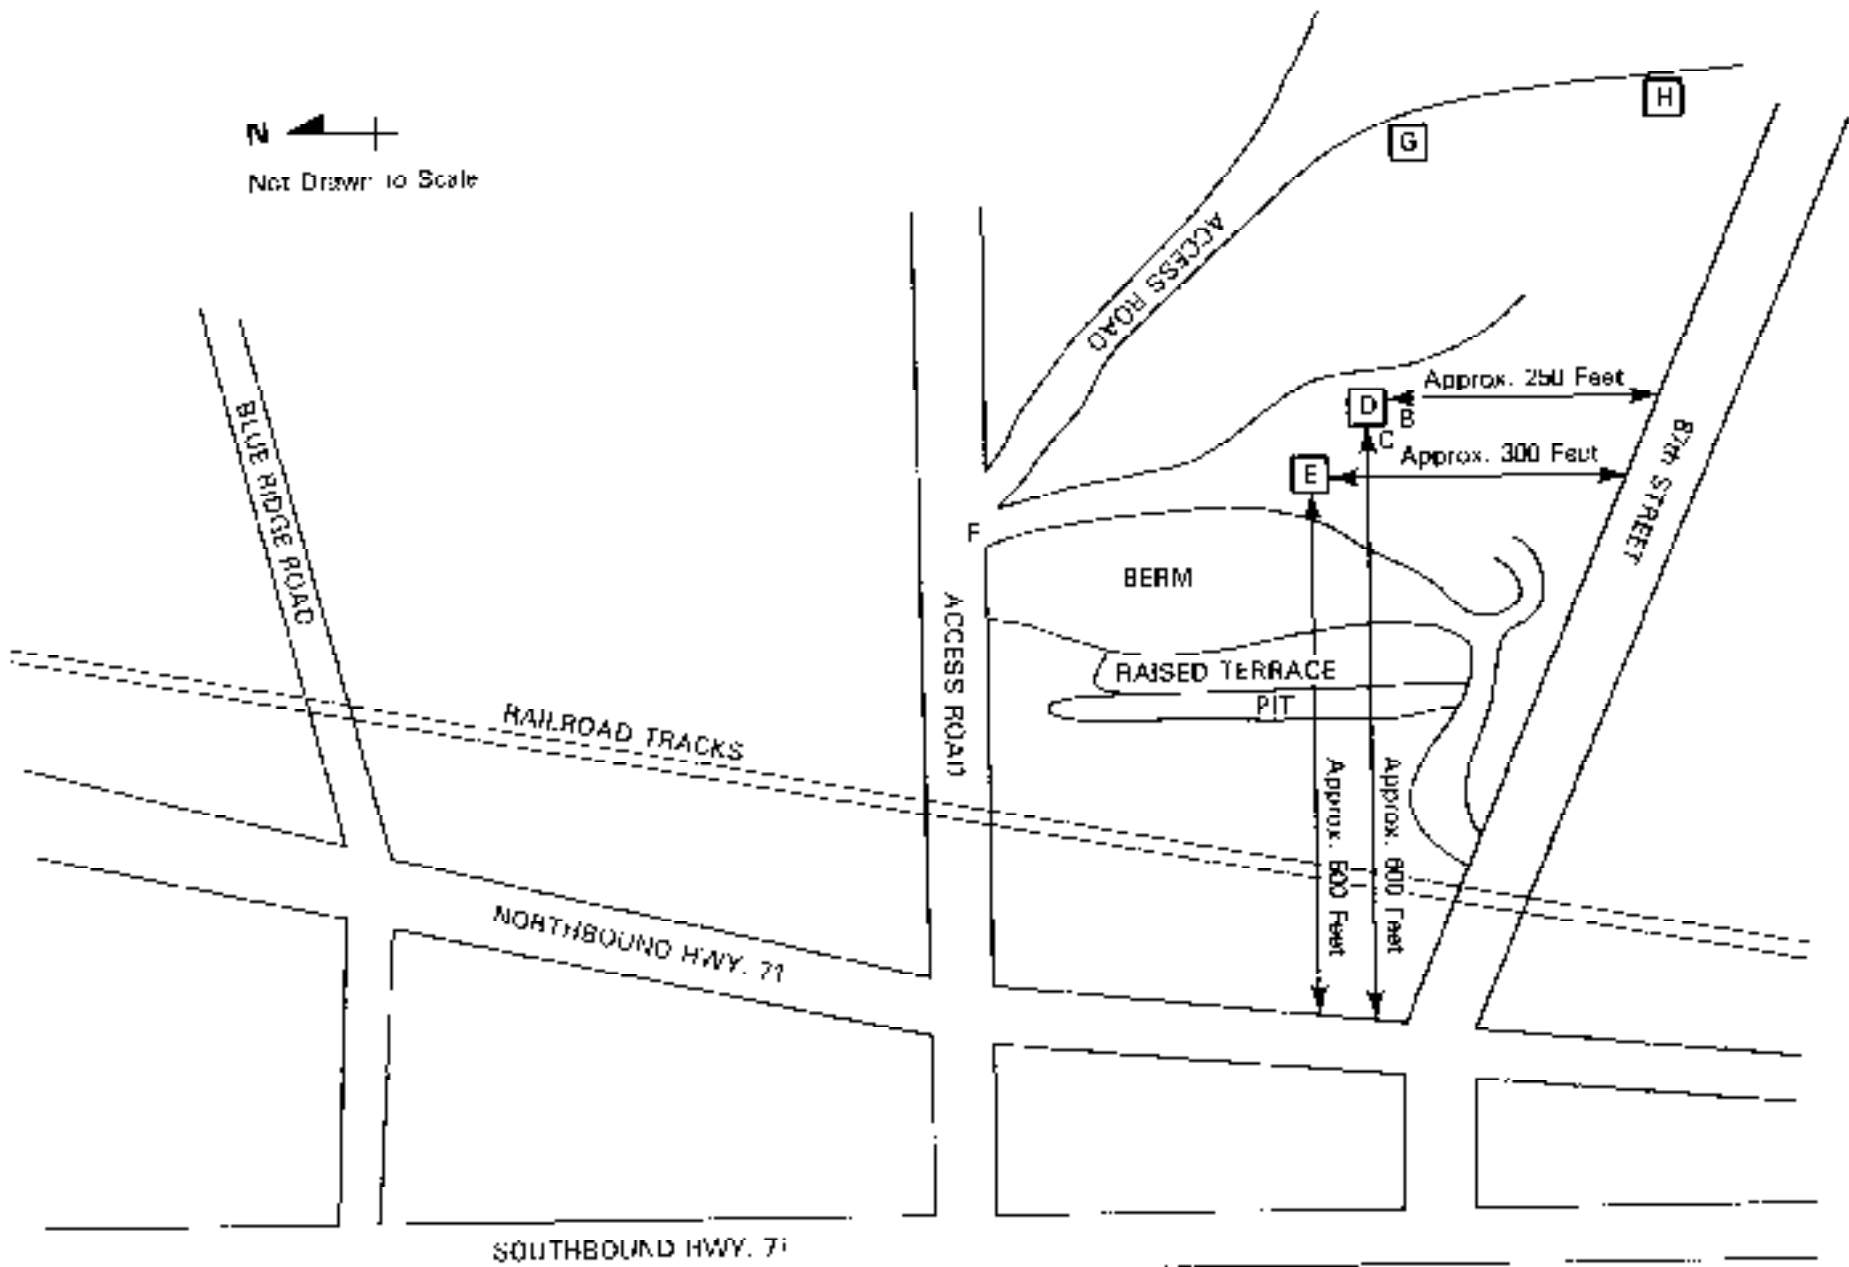 H
G
N
Not Drawn to Scale
ACCESS ROAD
Approx. 250 Feet
D
B
C
Approx. 300 Feet
E
87th STREET
BLUE RIDGE ROAD
F
BERM
ACCESS ROAD
RAISED TERRACE
PIT
RAILROAD TRACKS
Approx. 500 Feet
Approx. 600 Feet
NORTHBOUND HWY. 71
SOUTHBOUND HWY. 71